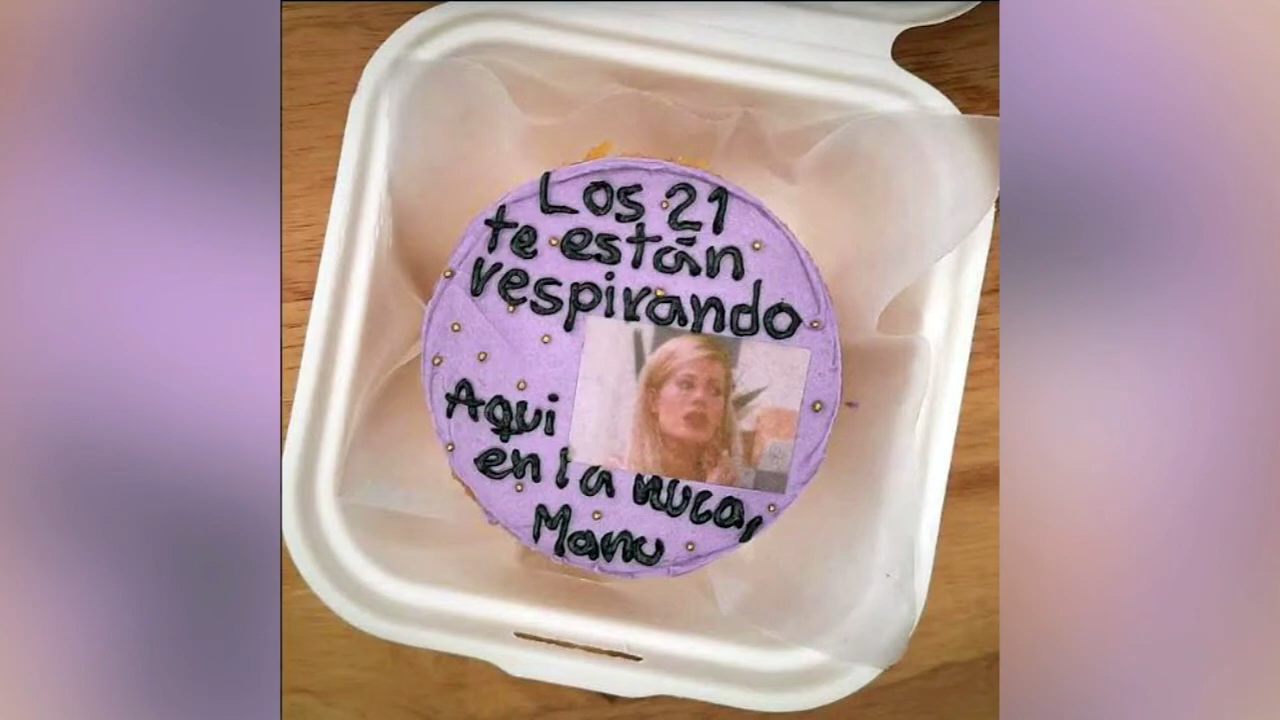 Los 21
te están
respirando
Aqui
en la nuca,
Manu